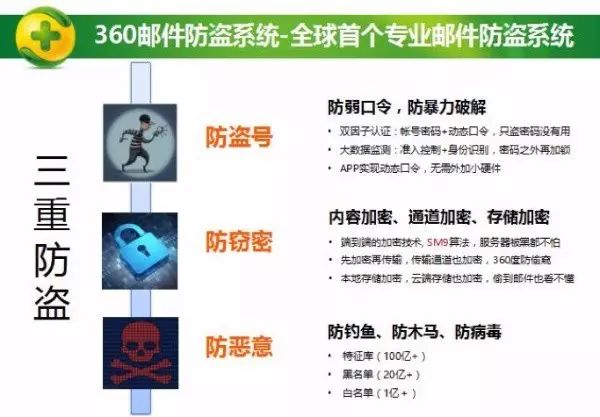 360邮件防盗系统-全球首个专业邮件防盗系统
三重防盗
防盗号
防弱口令，防暴力破解
• 双因子认证：帐号密码+动态口令，只盗密码没有用
• 大数据监测：准入控制+身份识别，密码之外再加锁
• APP实现动态口令，无需外加小硬件
防窃密
内容加密、通道加密、存储加密
• 端到端的加密技术, SM9算法，服务器被黑都不怕
• 先加密再传输，传输通道也加密，360度防偷窥
• 本地存储加密，云端存储也加密，偷到邮件也看不懂
防恶意
防钓鱼、防木马、防病毒
• 特征库（100亿+）
• 黑名单（20亿+）
• 白名单（1亿＋）